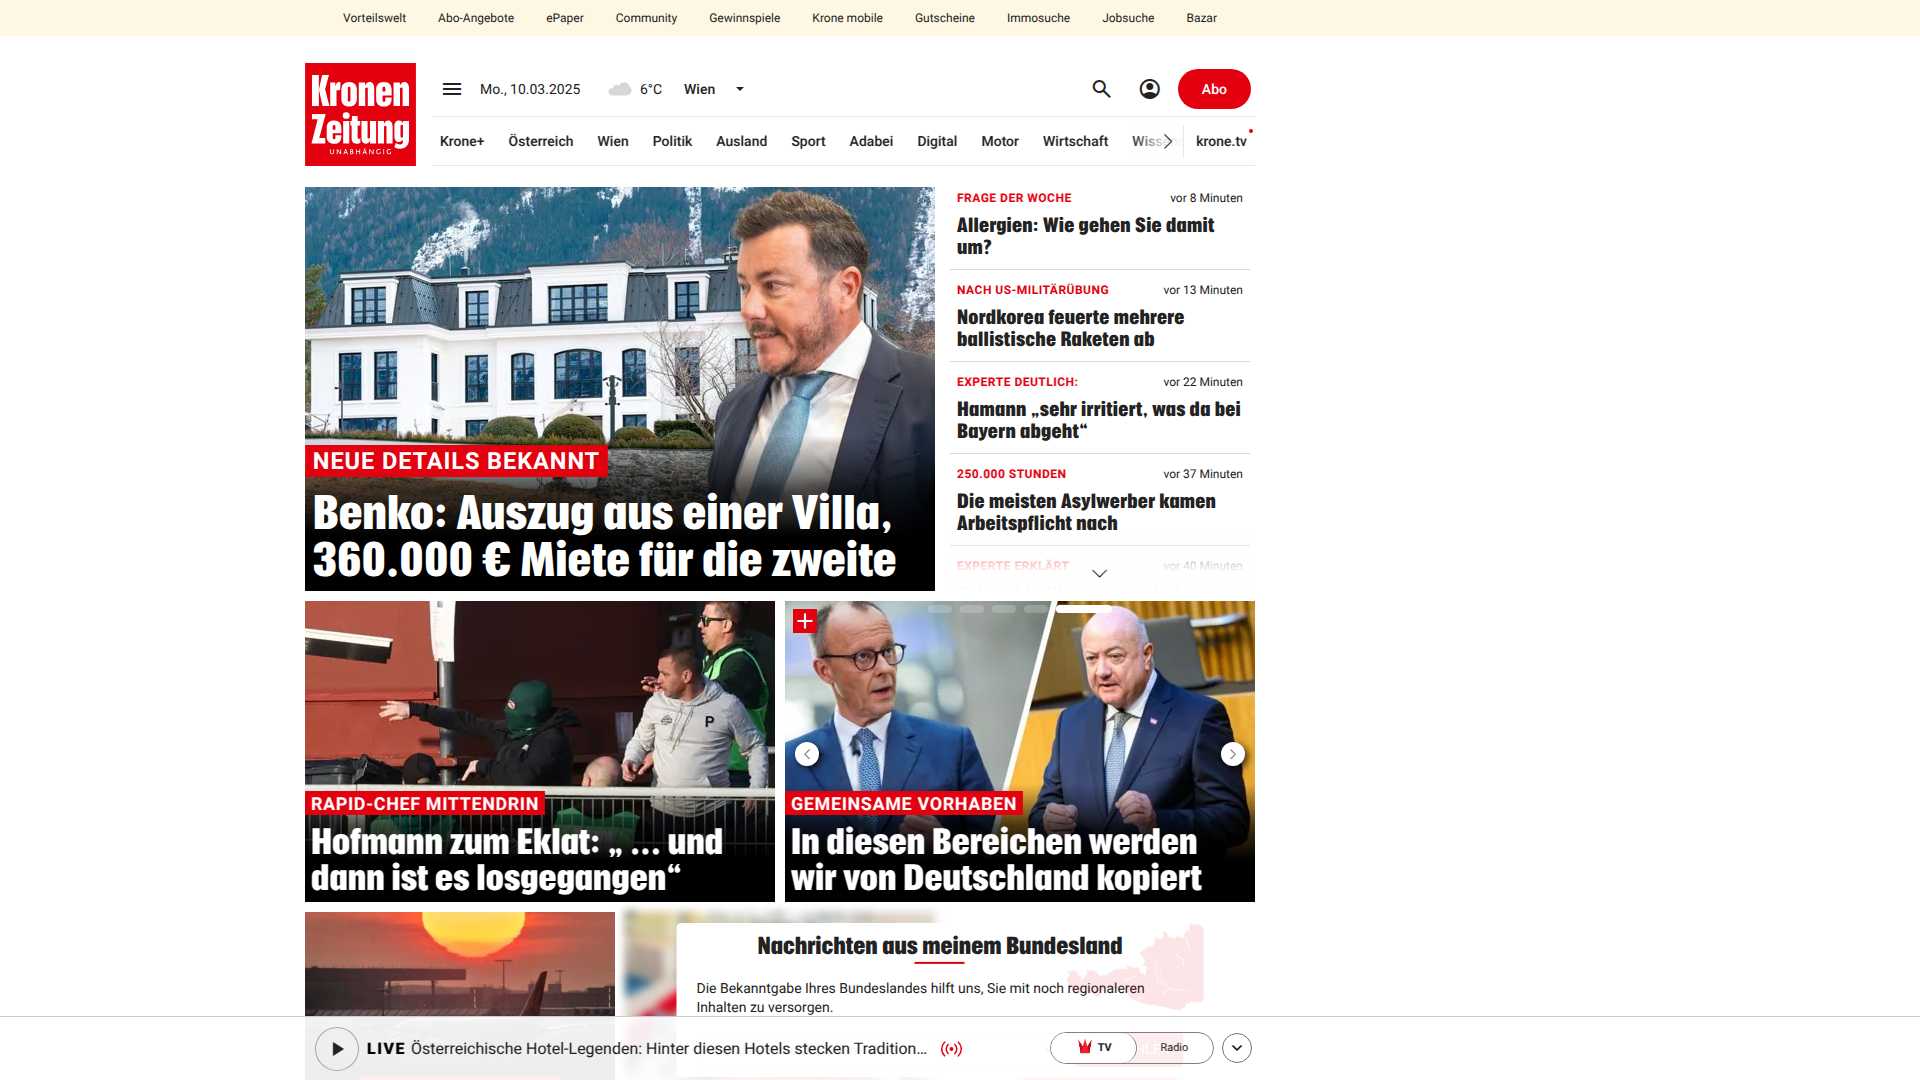 Vorteilswelt Abo-Angebote ePaper Community Gewinnspiele Krone mobile Gutscheine Immosuche Jobsuche Bazar
Kronen
Zeitung
UNABHÄNGIG
Mo., 10.03.2025 6°C Wien Abo
Krone+ Österreich Wien Politik Ausland Sport Adabei Digital Motor Wirtschaft krone.tv
NEUE DETAILS BEKANNT
Benko: Auszug aus einer Villa,
360.000 € Miete für die zweite
FRAGE DER WOCHE vor 8 Minuten
Allergien: Wie gehen Sie damit
um?
NACH US-MILITÄRÜBUNG vor 13 Minuten
Nordkorea feuerte mehrere
ballistische Raketen ab
EXPERTE DEUTLICH: vor 22 Minuten
Hamann „sehr irritiert, was da bei
Bayern abgeht“
250.000 STUNDEN vor 37 Minuten
Die meisten Asylwerber kamen
Arbeitspflicht nach
EXPERTE ERKLÄRT vor 40 Minuten
P
RAPID-CHEF MITTENDRIN
Hofmann zum Eklat: „ ... und
dann ist es losgegangen“
GEMEINSAME VORHABEN
In diesen Bereichen werden
wir von Deutschland kopiert
Nachrichten aus meinem Bundesland
Die Bekanntgabe Ihres Bundeslandes hilft uns, Sie mit noch regionaleren
Inhalten zu versorgen.
LIVE Österreichische Hotel-Legenden: Hinter diesen Hotels stecken Tradition... TV Radio